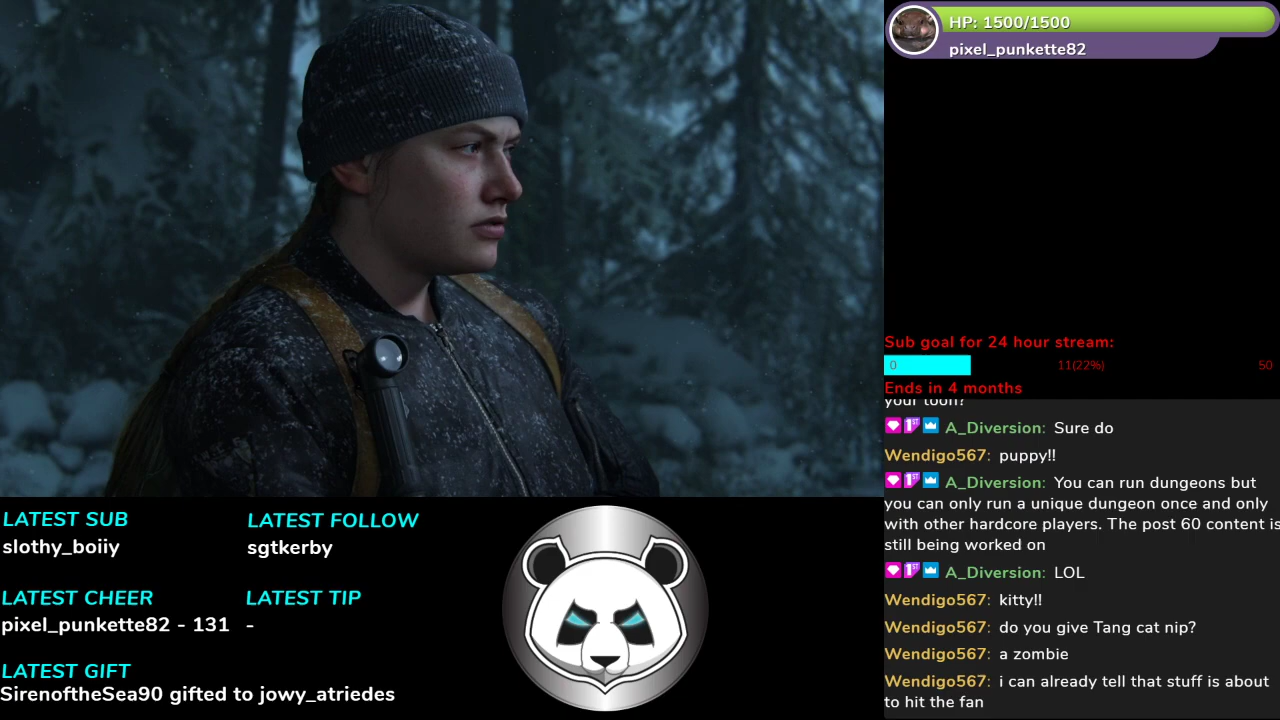 HP: 1500/1500
pixel_punkette82
Sub goal for 24 hour stream:
0 11(22%) 50
Ends in 4 months
your toon?
A_Diversion: Sure do
Wendigo567: puppy!!
A_Diversion: You can run dungeons but
you can only run a unique dungeon once and only
with other hardcore players. The post 60 content is
still being worked on
A_Diversion: LOL
Wendigo567: kitty!!
Wendigo567: do you give Tang cat nip?
Wendigo567: a zombie
Wendigo567: i can already tell that stuff is about
to hit the fan
LATEST SUB
slothy_boiiy
LATEST FOLLOW
sgtkerby
LATEST CHEER
pixel_punkette82 - 131
LATEST TIP
-
LATEST GIFT
SirenoftheSea90 gifted to jowy_atriedes